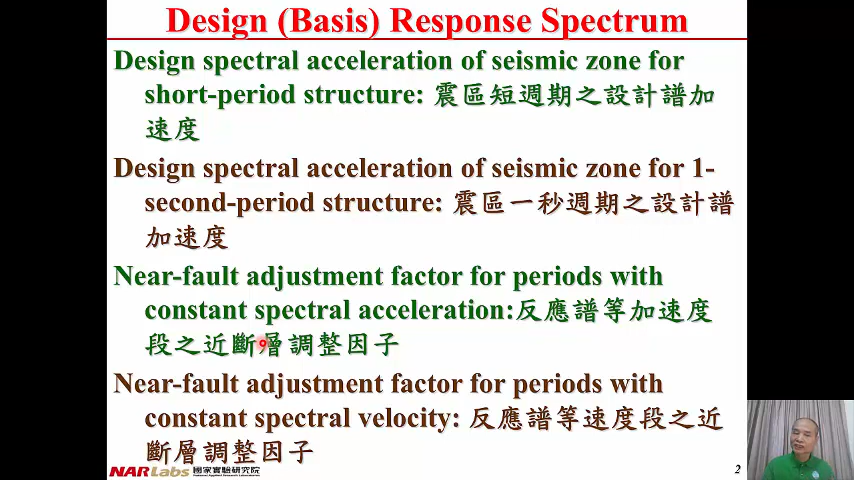 Design (Basis) Response Spectrum
Design spectral acceleration of seismic zone for
short-period structure: 震區短週期之設計譜加
速度
Design spectral acceleration of seismic zone for 1-
second-period structure: 震區一秒週期之設計譜
加速度
Near-fault adjustment factor for periods with
constant spectral acceleration:反應譜等加速度
段之近斷層調整因子
Near-fault adjustment factor for periods with
constant spectral velocity: 反應譜等速度段之近
斷層調整因子
NARLabs 國家實驗研究院
2